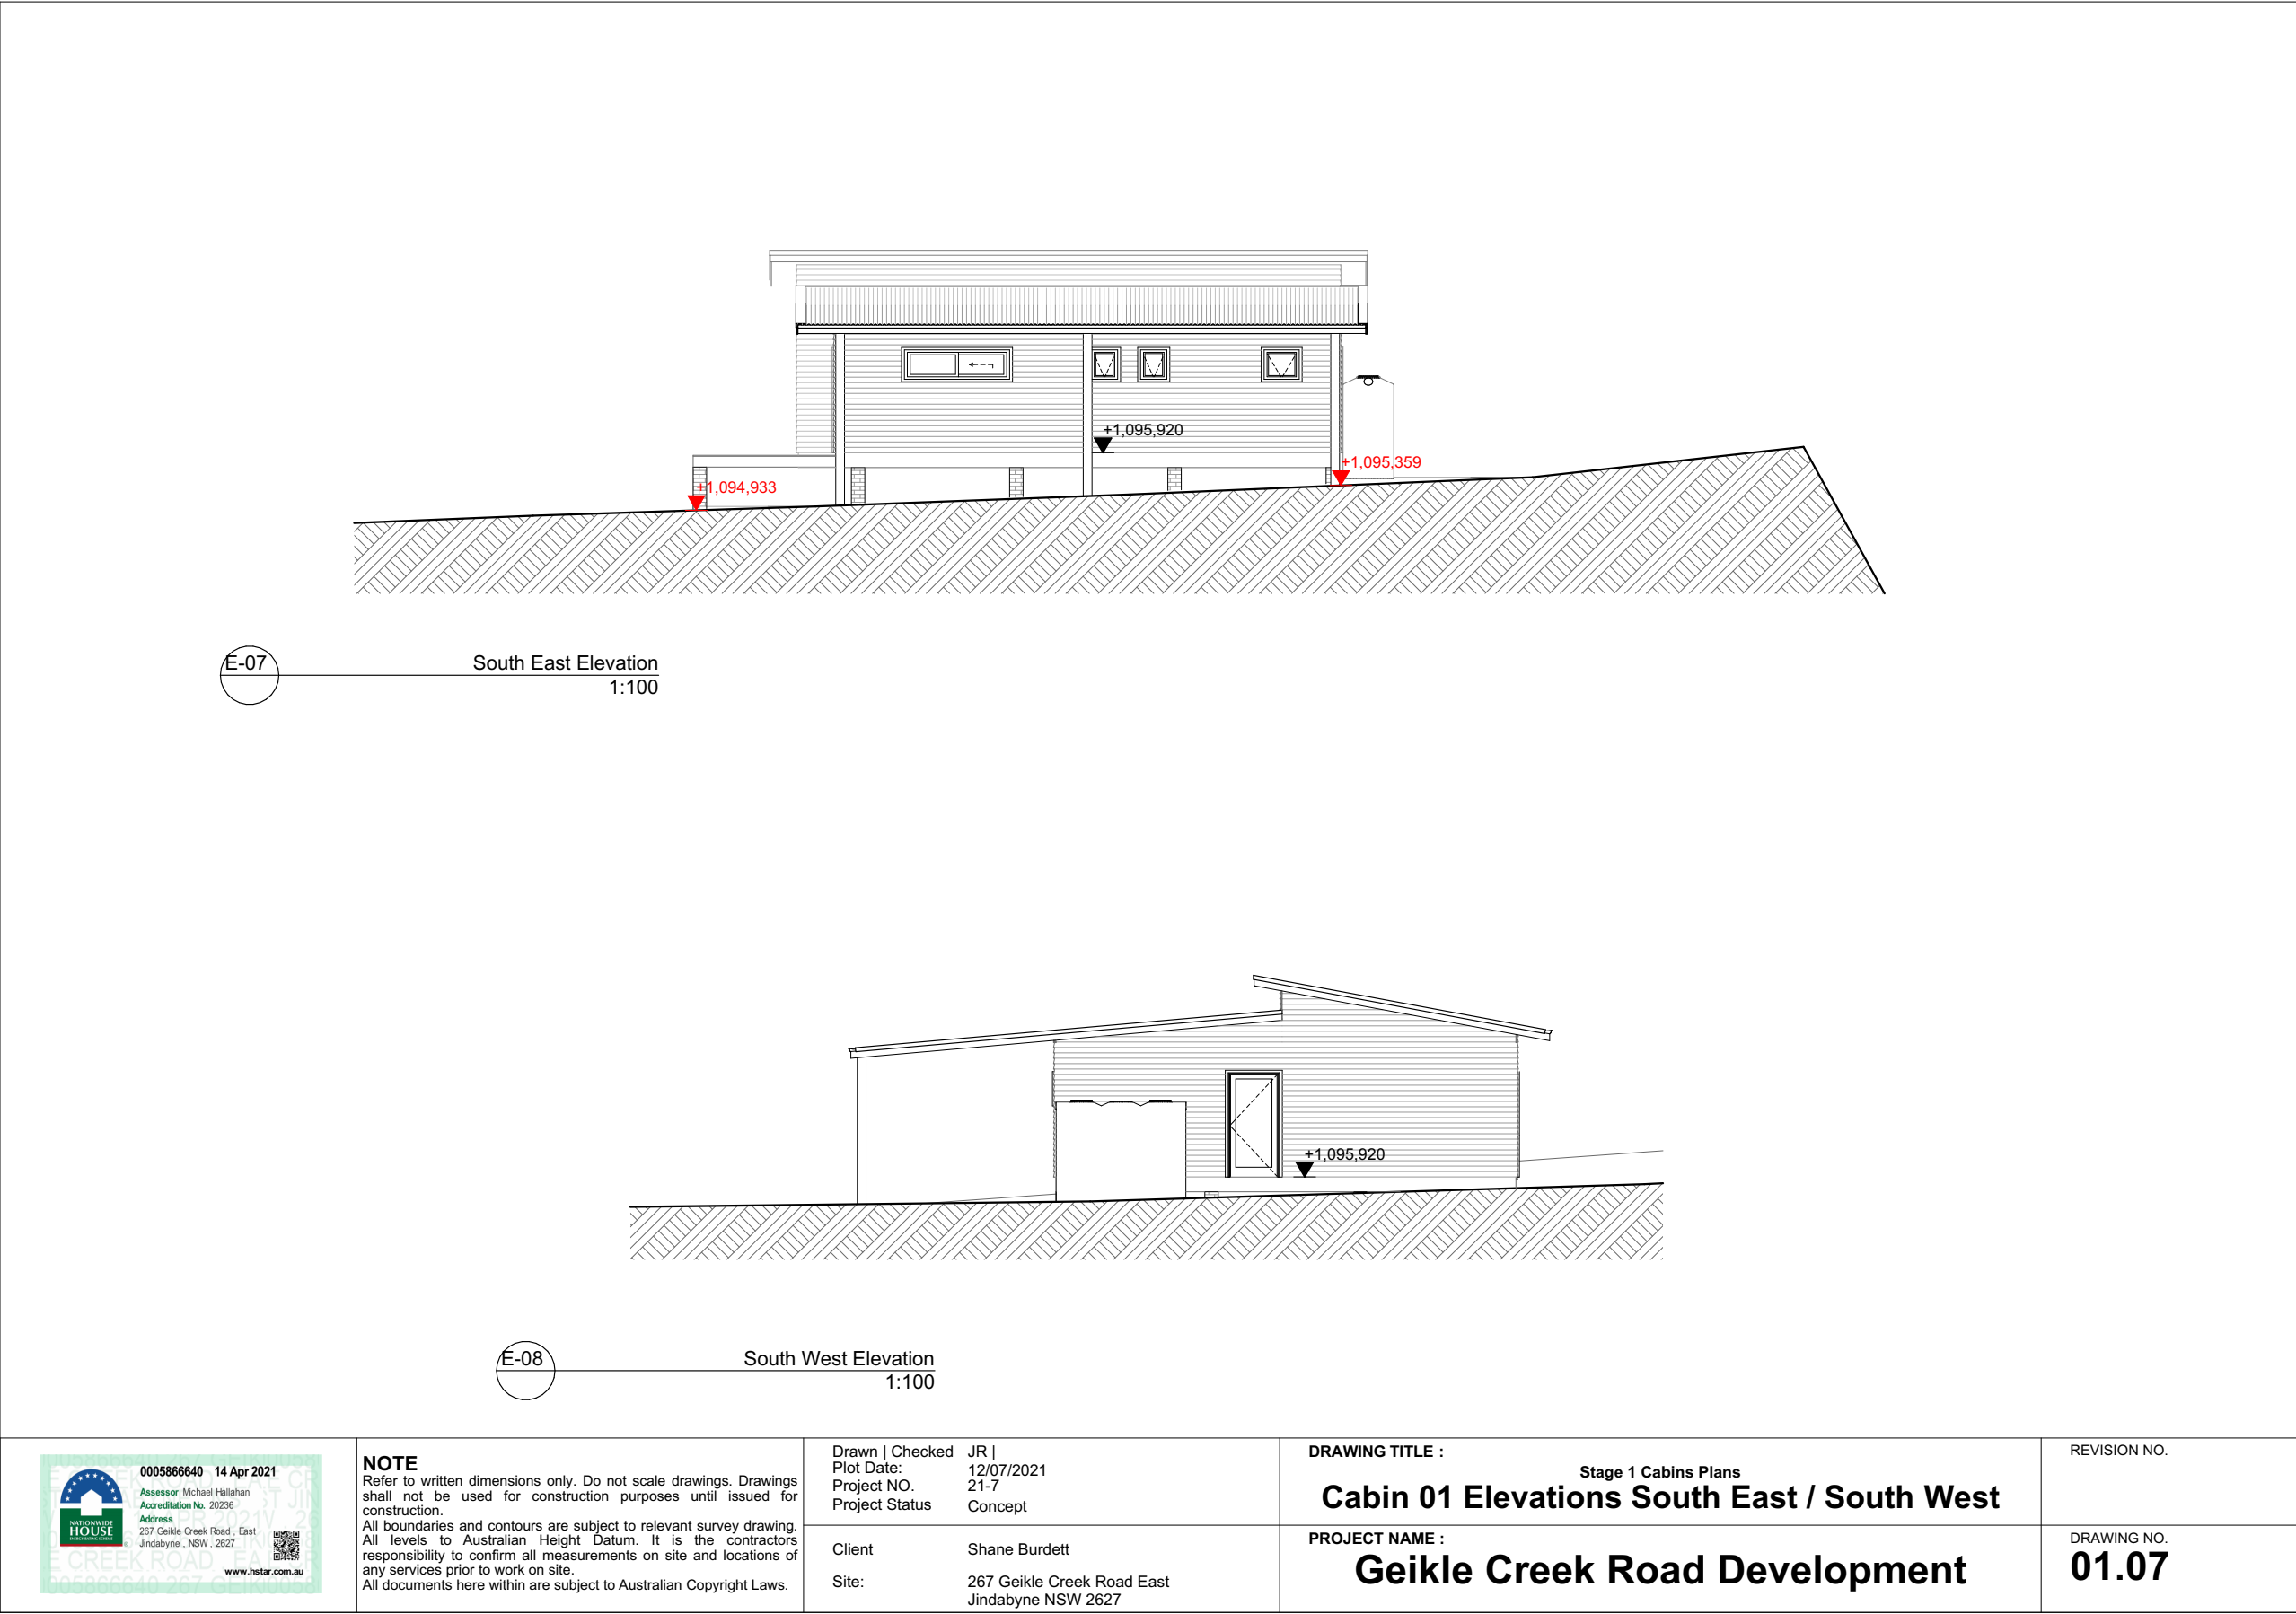 +1,095,920
+1,095,359
+1,094,933
E-07
South East Elevation
1:100
+1,095,920
E-08
South West Elevation
1:100
0005866640 14 Apr 2021
Assessor Michael Hallahan
Accreditation No. 20236
Address
267 Geikle Creek Road , East
Jindabyne , NSW , 2627
NATIONWIDE
HOUSE
ENERGY RATING SCHEME
www.hstar.com.au
NOTE
Refer to written dimensions only. Do not scale drawings. Drawings
shall not be used for construction purposes until issued for
construction.
All boundaries and contours are subject to relevant survey drawing.
All levels to Australian Height Datum. It is the contractors
responsibility to confirm all measurements on site and locations of
any services prior to work on site.
All documents here within are subject to Australian Copyright Laws.
Drawn | Checked JR |
Plot Date: 12/07/2021
Project NO. 21-7
Project Status Concept
Client Shane Burdett
Site: 267 Geikle Creek Road East
Jindabyne NSW 2627
DRAWING TITLE :
Stage 1 Cabins Plans
Cabin 01 Elevations South East / South West
PROJECT NAME :
Geikle Creek Road Development
REVISION NO.
DRAWING NO.
01.07